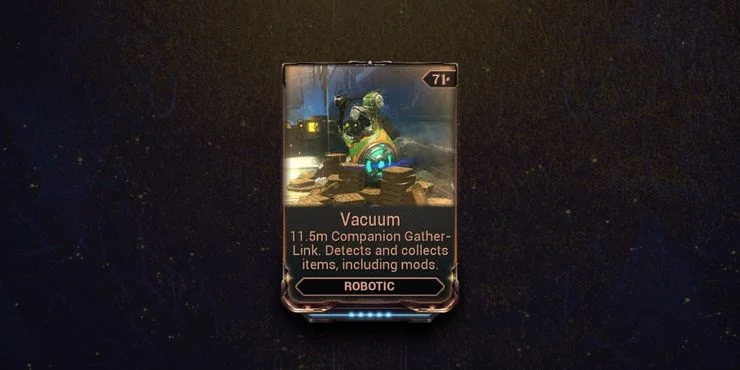 71
Vacuum
11.5m Companion Gather-
Link. Detects and collects
items, including mods.
ROBOTIC